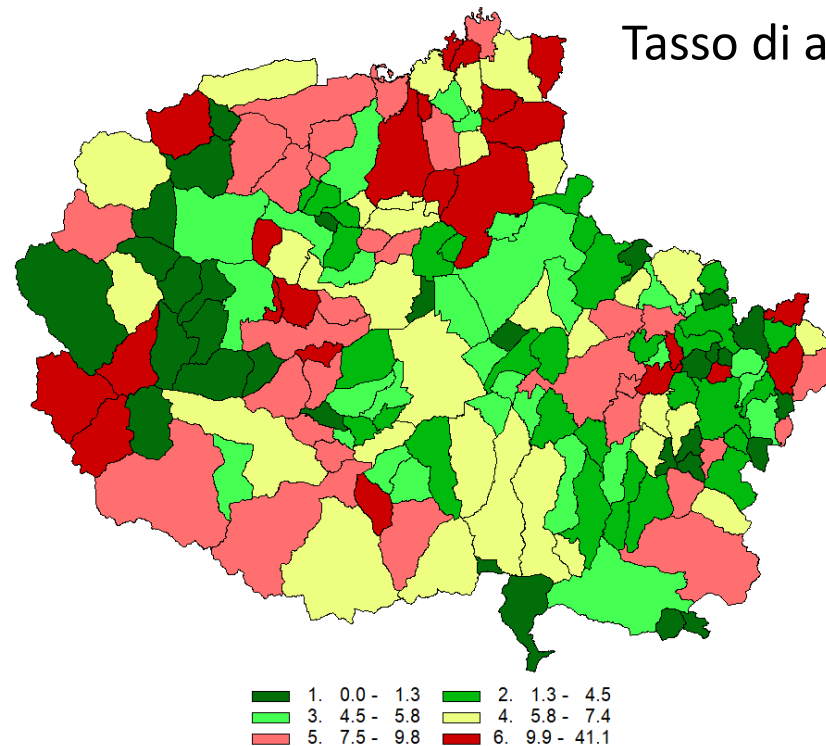 Tasso di a
1. 0.0 - 1.3 2. 1.3 - 4.5
3. 4.5 - 5.8 4. 5.8 - 7.4
5. 7.5 - 9.8 6. 9.9 - 41.1